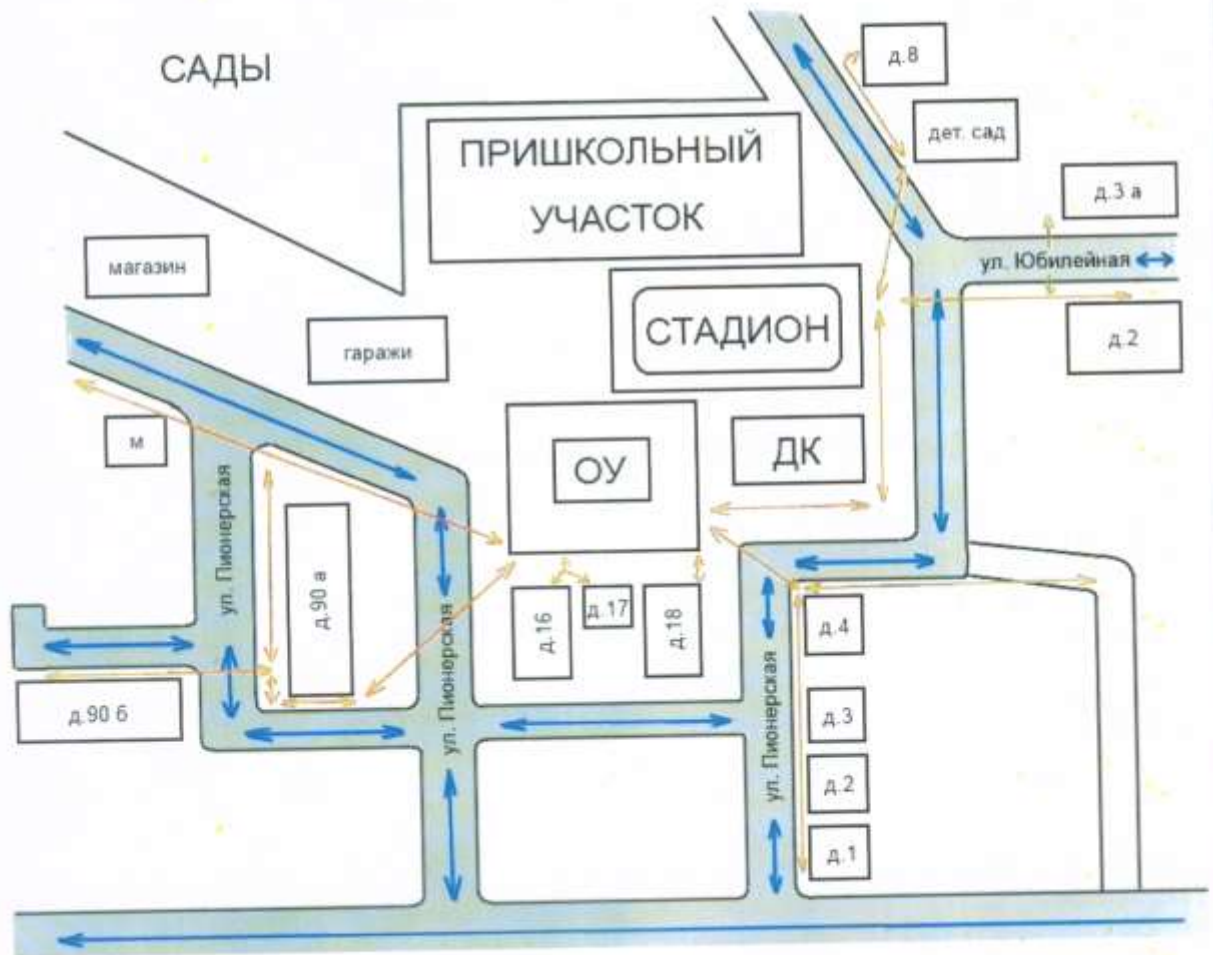 САДЫ
д.8
дет. сад
ПРИШКОЛЬНЫЙ
УЧАСТОК
д.3 а
ул. Юбилейная
магазин
гаражи
СТАДИОН
д.2
м
ОУ
ДК
ул. Пионерская
д.90 а
ул. Пионерская
д.16
д.17
д.18
ул. Пионерская
д.4
д.90 б
д.3
д.2
д.1